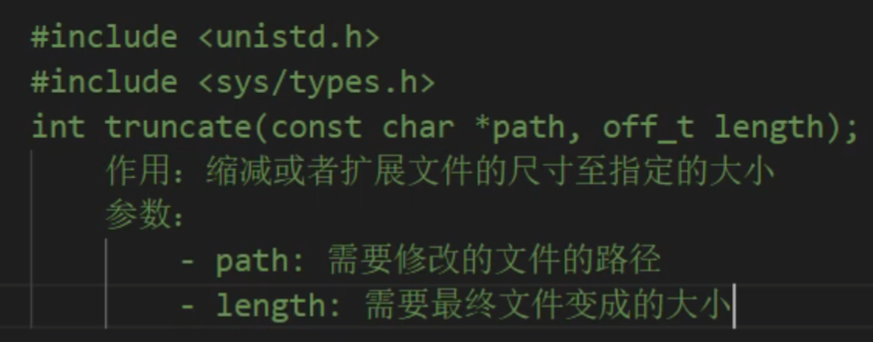 #include <unistd.h>
#include <sys/types.h>
int truncate(const char *path, off_t length);
作用：缩减或者扩展文件的尺寸至指定的大小
参数：
- path: 需要修改的文件的路径
- length: 需要最终文件变成的大小